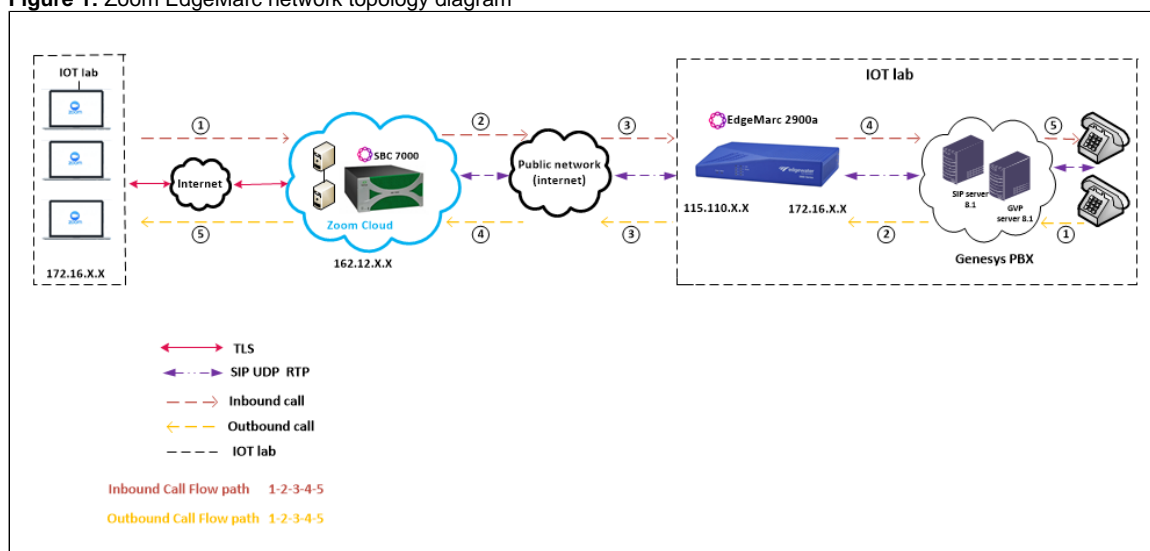 Figure 1: Zoom EdgeMarc network topology diagram
IOT lab
zoom
zoom
zoom
172.16.X.X
①
Internet
⑤
SBC 7000
Zoom Cloud
162.12.X.X
②
④
Public network
(internet)
③
③
IOT lab
EdgeMarc 2900a
115.110.X.X
172.16.X.X
④
②
SIP server
8.1
GVP
server 8.1
Genesys PBX
⑤
①
TLS
SIP UDP RTP
Inbound call
Outbound call
IOT lab
Inbound Call Flow path 1-2-3-4-5
Outbound Call Flow path 1-2-3-4-5